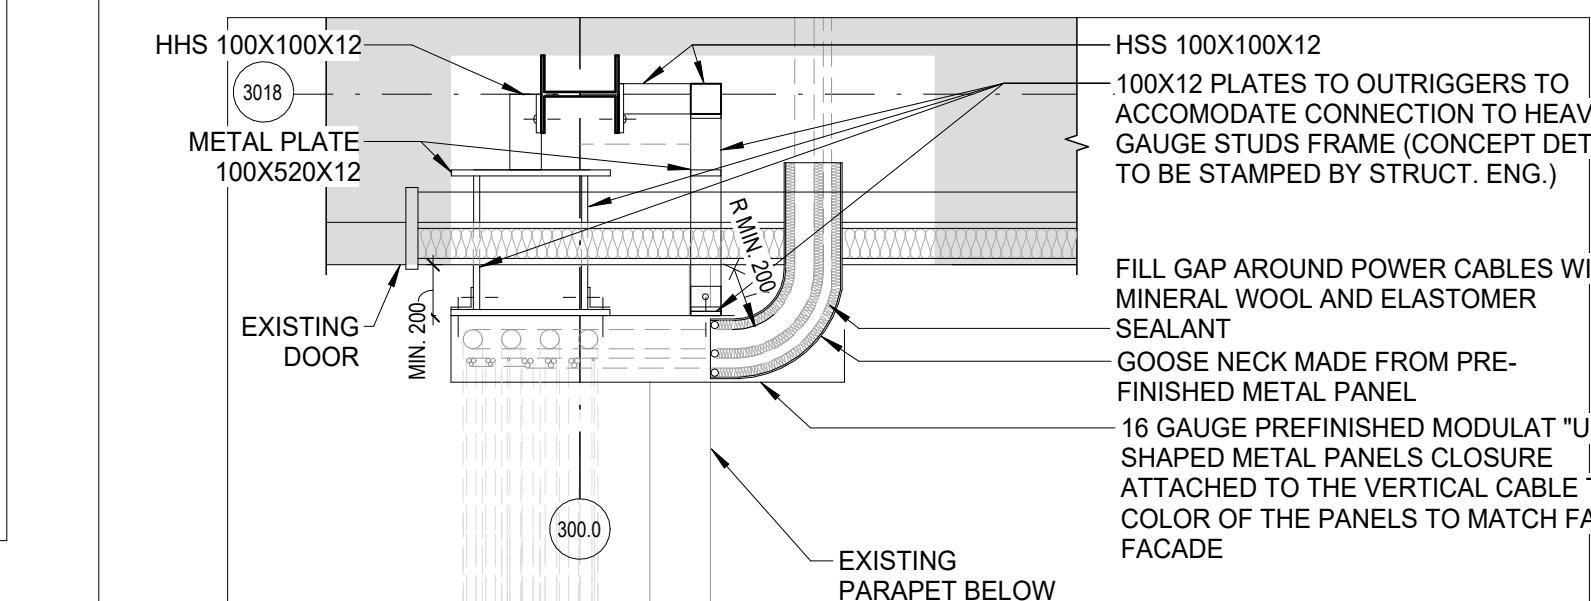 HHS 100X100X12
3018
METAL PLATE
100X520X12
EXISTING
DOOR
MIN. 200
R MIN. 200
300.0
HSS 100X100X12
100X12 PLATES TO OUTRIGGERS TO
ACCOMODATE CONNECTION TO
GAUGE STUDS FRAME (CONCEPT
TO BE STAMPED BY STRUCT. ENG.)
FILL GAP AROUND POWER CABLES
MINERAL WOOL AND ELASTOMER
SEALANT
GOOSE NECK MADE FROM PRE-
FINISHED METAL PANEL
16 GAUGE PREFINISHED MODULAT "U
SHAPED METAL PANELS CLOSURE
ATTACHED TO THE VERTICAL CABLE
COLOR OF THE PANELS TO MATCH
FACADE
EXISTING
PARAPET BELOW